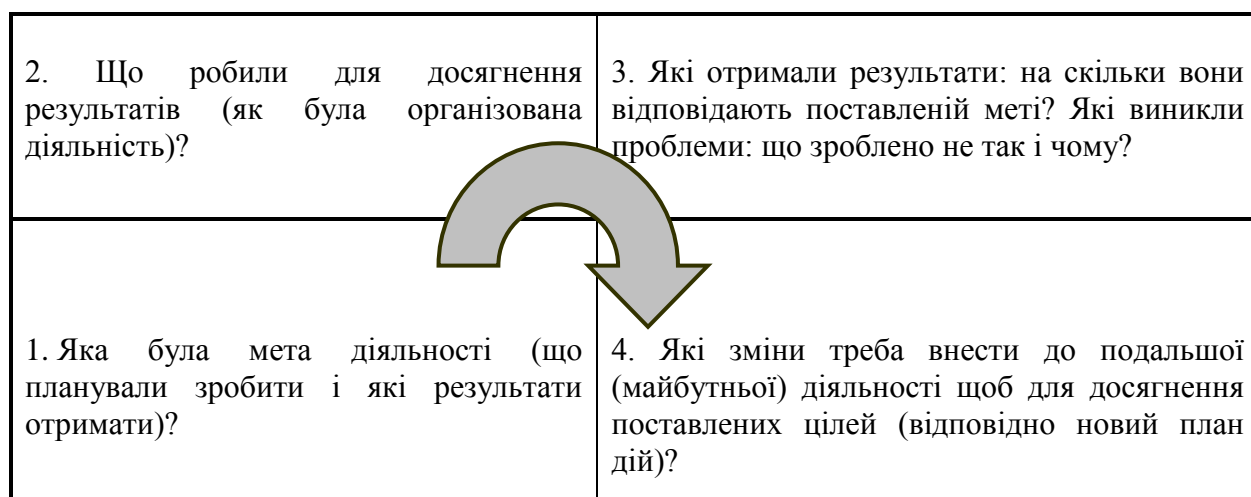 2. Що робили для досягнення
результатів (як була організована
діяльність)?
3. Які отримали результати: на скільки вони
відповідають поставленій меті? Які виникли
проблеми: що зроблено не так і чому?
1. Яка була мета діяльності (що
планували зробити і які результати
отримати)?
4. Які зміни треба внести до подальшої
(майбутньої) діяльності щоб для досягнення
поставлених цілей (відповідно новий план
дій)?